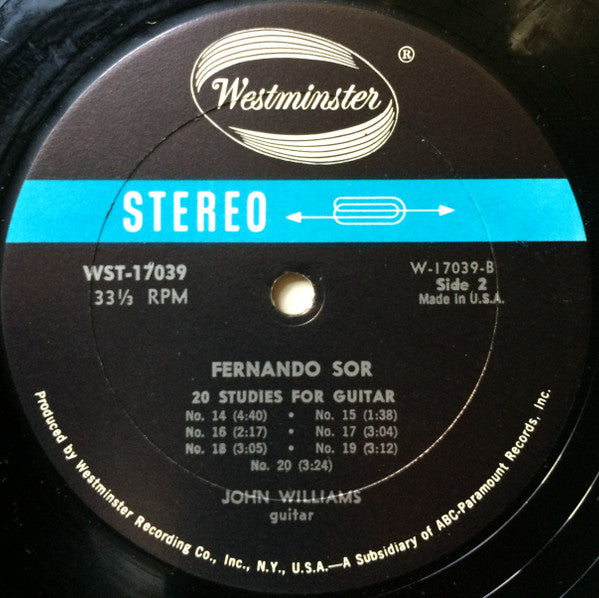 Westminster ®
STEREO
WST-17039
33⅓ RPM
W-17039-B
Side 2
Made in U.S.A.
FERNANDO SOR
20 STUDIES FOR GUITAR
No. 14 (4:40) • No. 15 (1:38)
No. 16 (2:17) • No. 17 (3:04)
No. 18 (3:05) • No. 19 (3:12)
No. 20 (3:24)
JOHN WILLIAMS
guitar
Produced by Westminster Recording Co., Inc., N.Y., U.S.A.—A Subsidiary of ABC-Paramount Records, Inc.